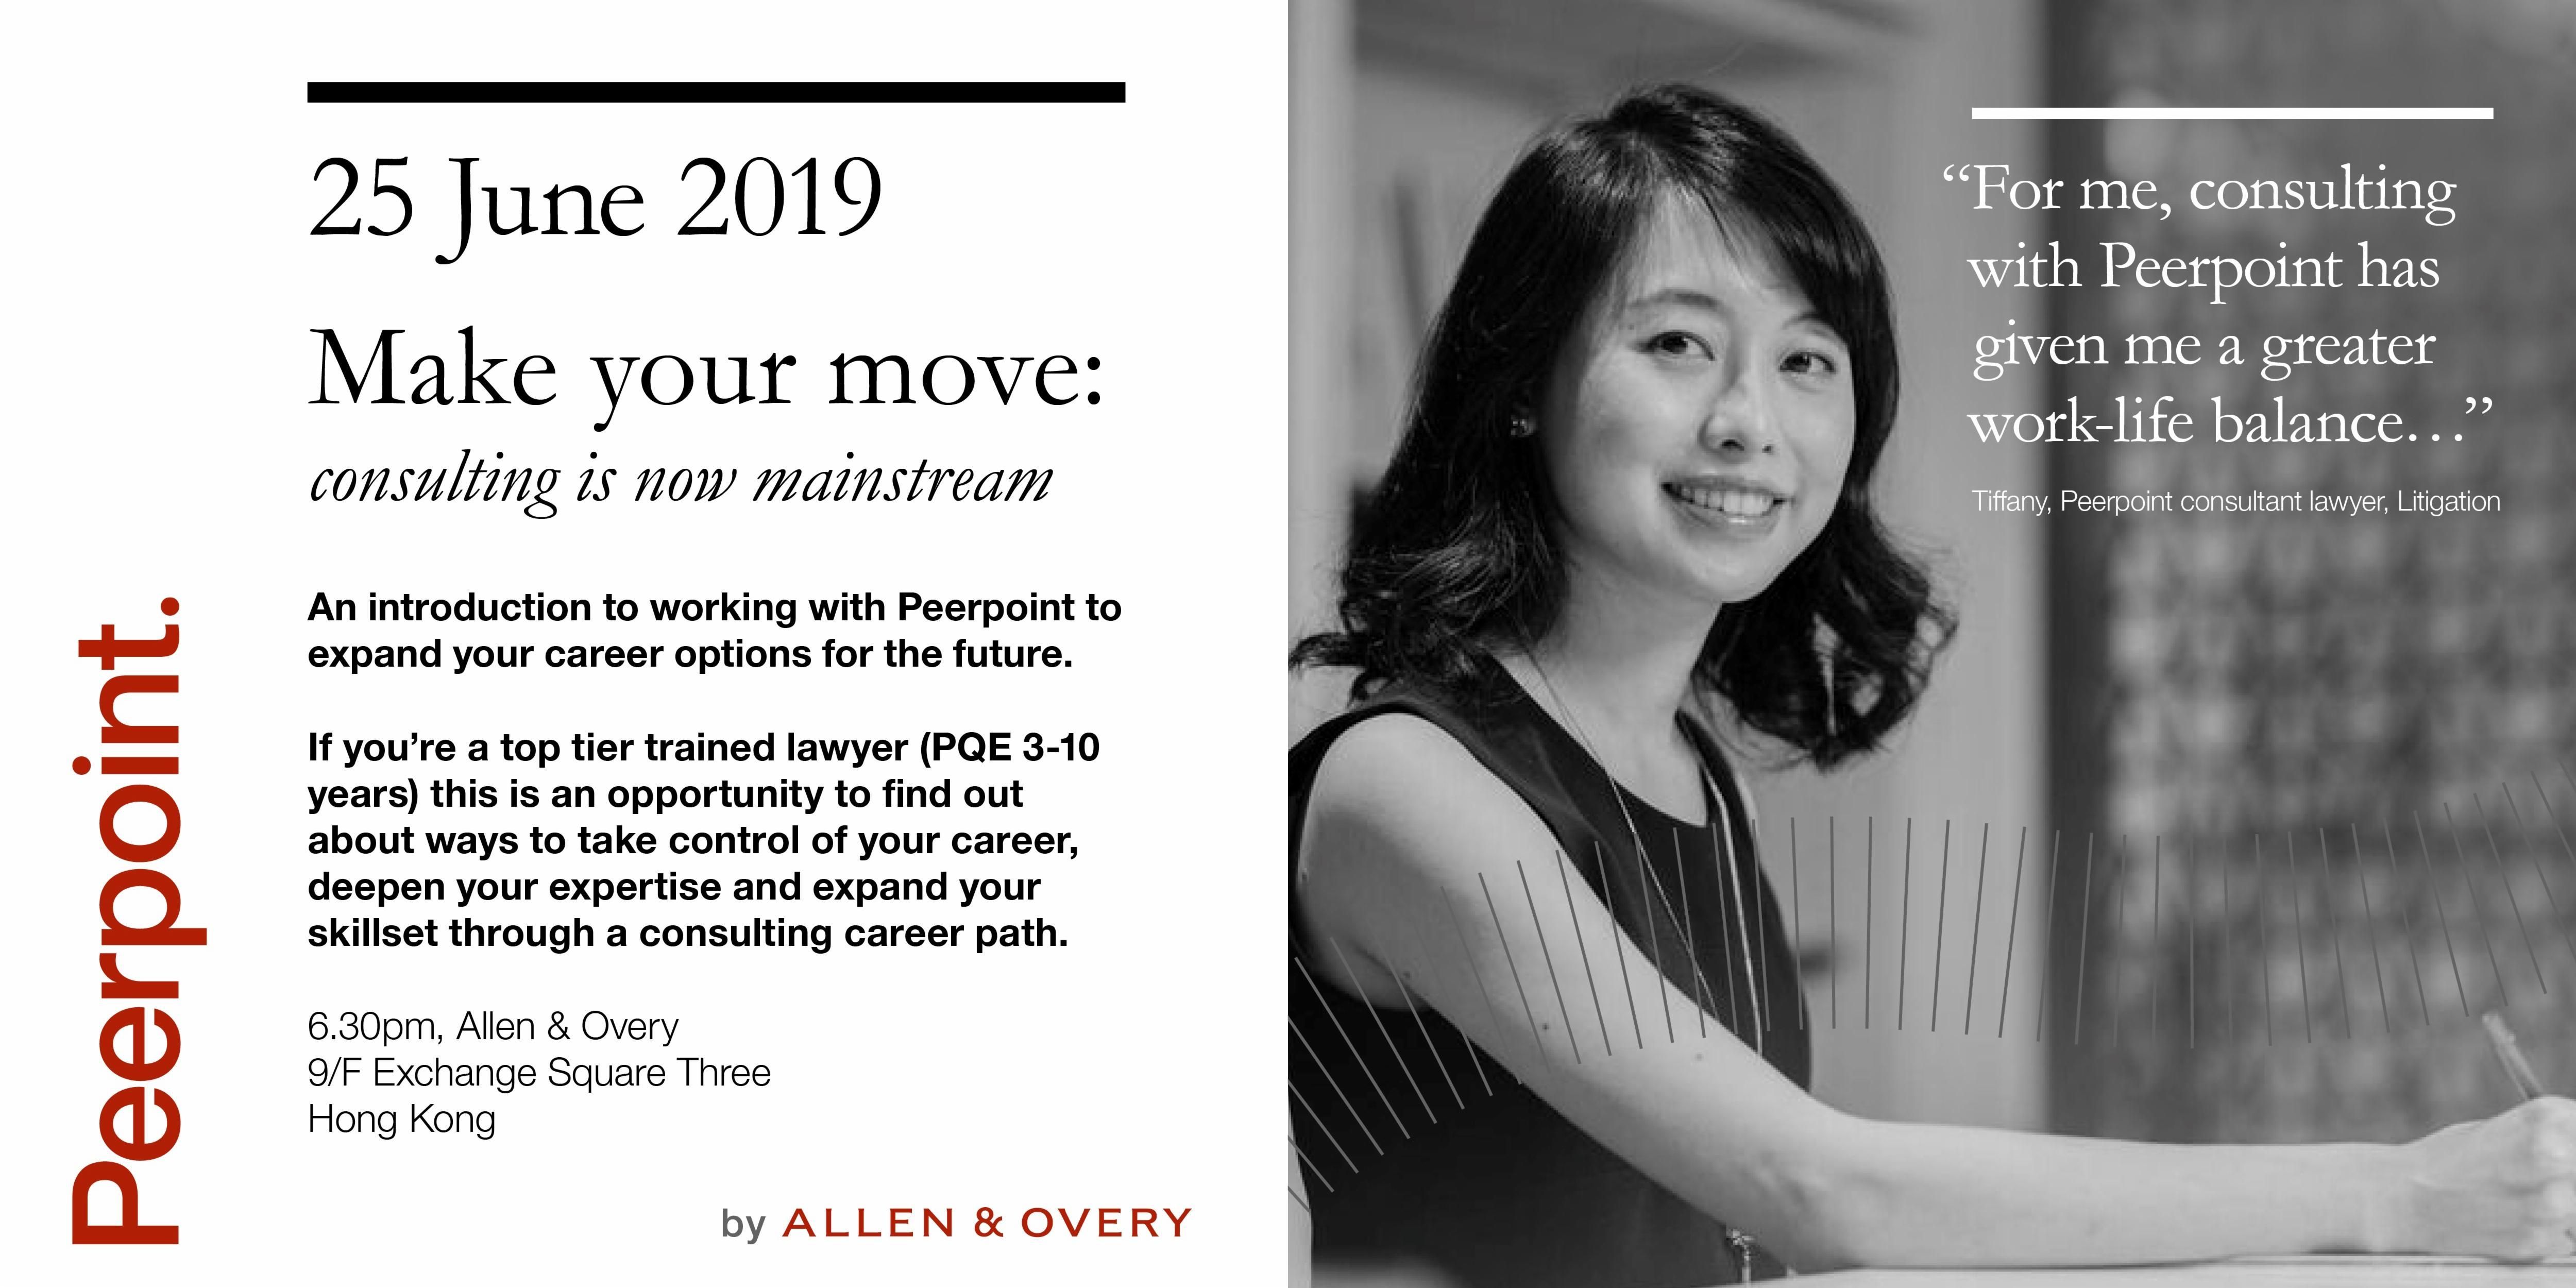 25 June 2019
Make your move:
consulting is now mainstream
An introduction to working with Peerpoint to
expand your career options for the future.
If you’re a top tier trained lawyer (PQE 3-10
years) this is an opportunity to find out
about ways to take control of your career,
deepen your expertise and expand your
skillset through a consulting career path.
6.30pm, Allen & Overy
9/F Exchange Square Three
Hong Kong
Peerpoint.
by ALLEN & OVERY
“For me, consulting
with Peerpoint has
given me a greater
work-life balance…”
Tiffany, Peerpoint consultant lawyer, Litigation